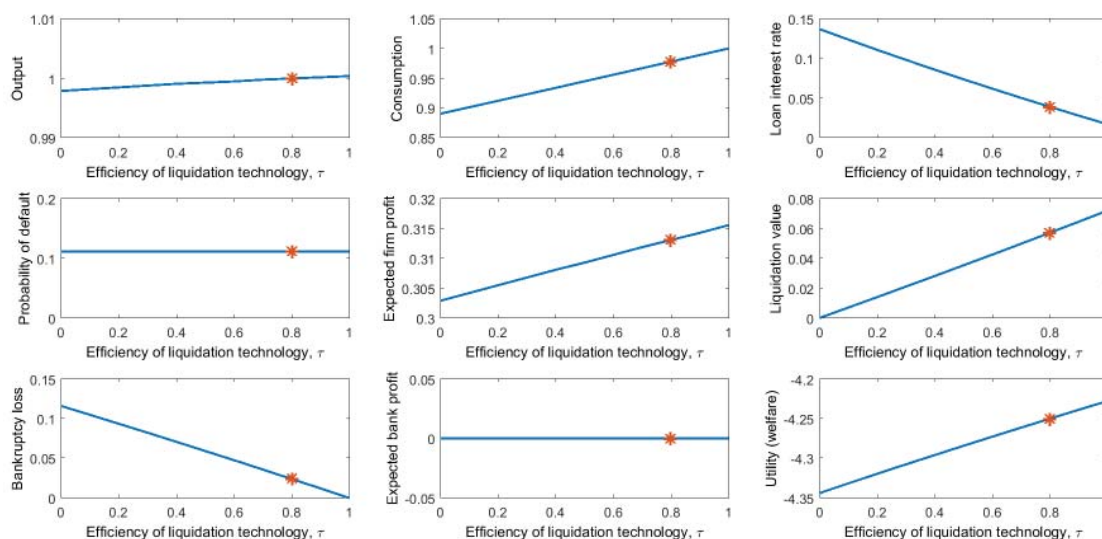 1.01
1
0.99
Output
0 0.2 0.4 0.6 0.8 1
Efficiency of liquidation technology, τ
1.05
1
0.95
0.9
0.85
Consumption
0 0.2 0.4 0.6 0.8 1
Efficiency of liquidation technology, τ
0.15
0.1
0.05
0
Loan interest rate
0 0.2 0.4 0.6 0.8 1
Efficiency of liquidation technology, τ
0.2
0.1
0
Probability of default
0 0.2 0.4 0.6 0.8 1
Efficiency of liquidation technology, τ
0.32
0.315
0.31
0.305
0.3
Expected firm profit
0 0.2 0.4 0.6 0.8 1
Efficiency of liquidation technology, τ
0.08
0.06
0.04
0.02
0
Liquidation value
0 0.2 0.4 0.6 0.8 1
Efficiency of liquidation technology, τ
0.15
0.1
0.05
0
Bankruptcy loss
0 0.2 0.4 0.6 0.8 1
Efficiency of liquidation technology, τ
0.05
0
-0.05
Expected bank profit
0 0.2 0.4 0.6 0.8 1
Efficiency of liquidation technology, τ
-4.2
-4.25
-4.3
-4.35
Utility (welfare)
0 0.2 0.4 0.6 0.8 1
Efficiency of liquidation technology, τ